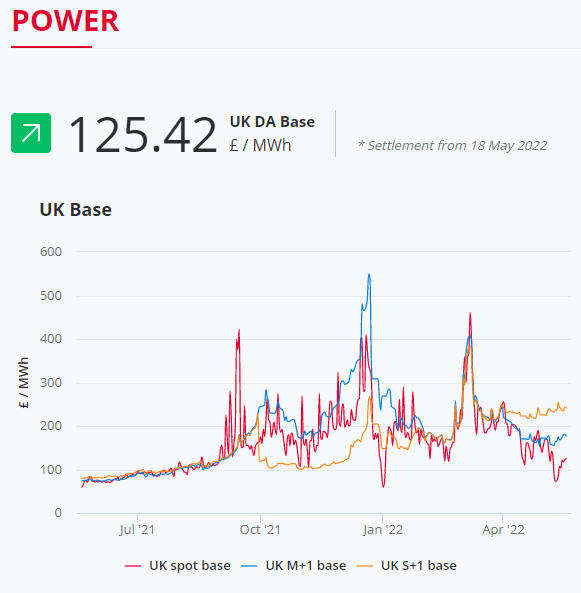 POWER
125.42
UK DA Base
£ / MWh
* Settlement from 18 May 2022
UK Base
600
500
400
300
200
100
0
£ / MWh
Jul '21
Oct '21
Jan '22
Apr '22
UK spot base
UK M+1 base
UK S+1 base